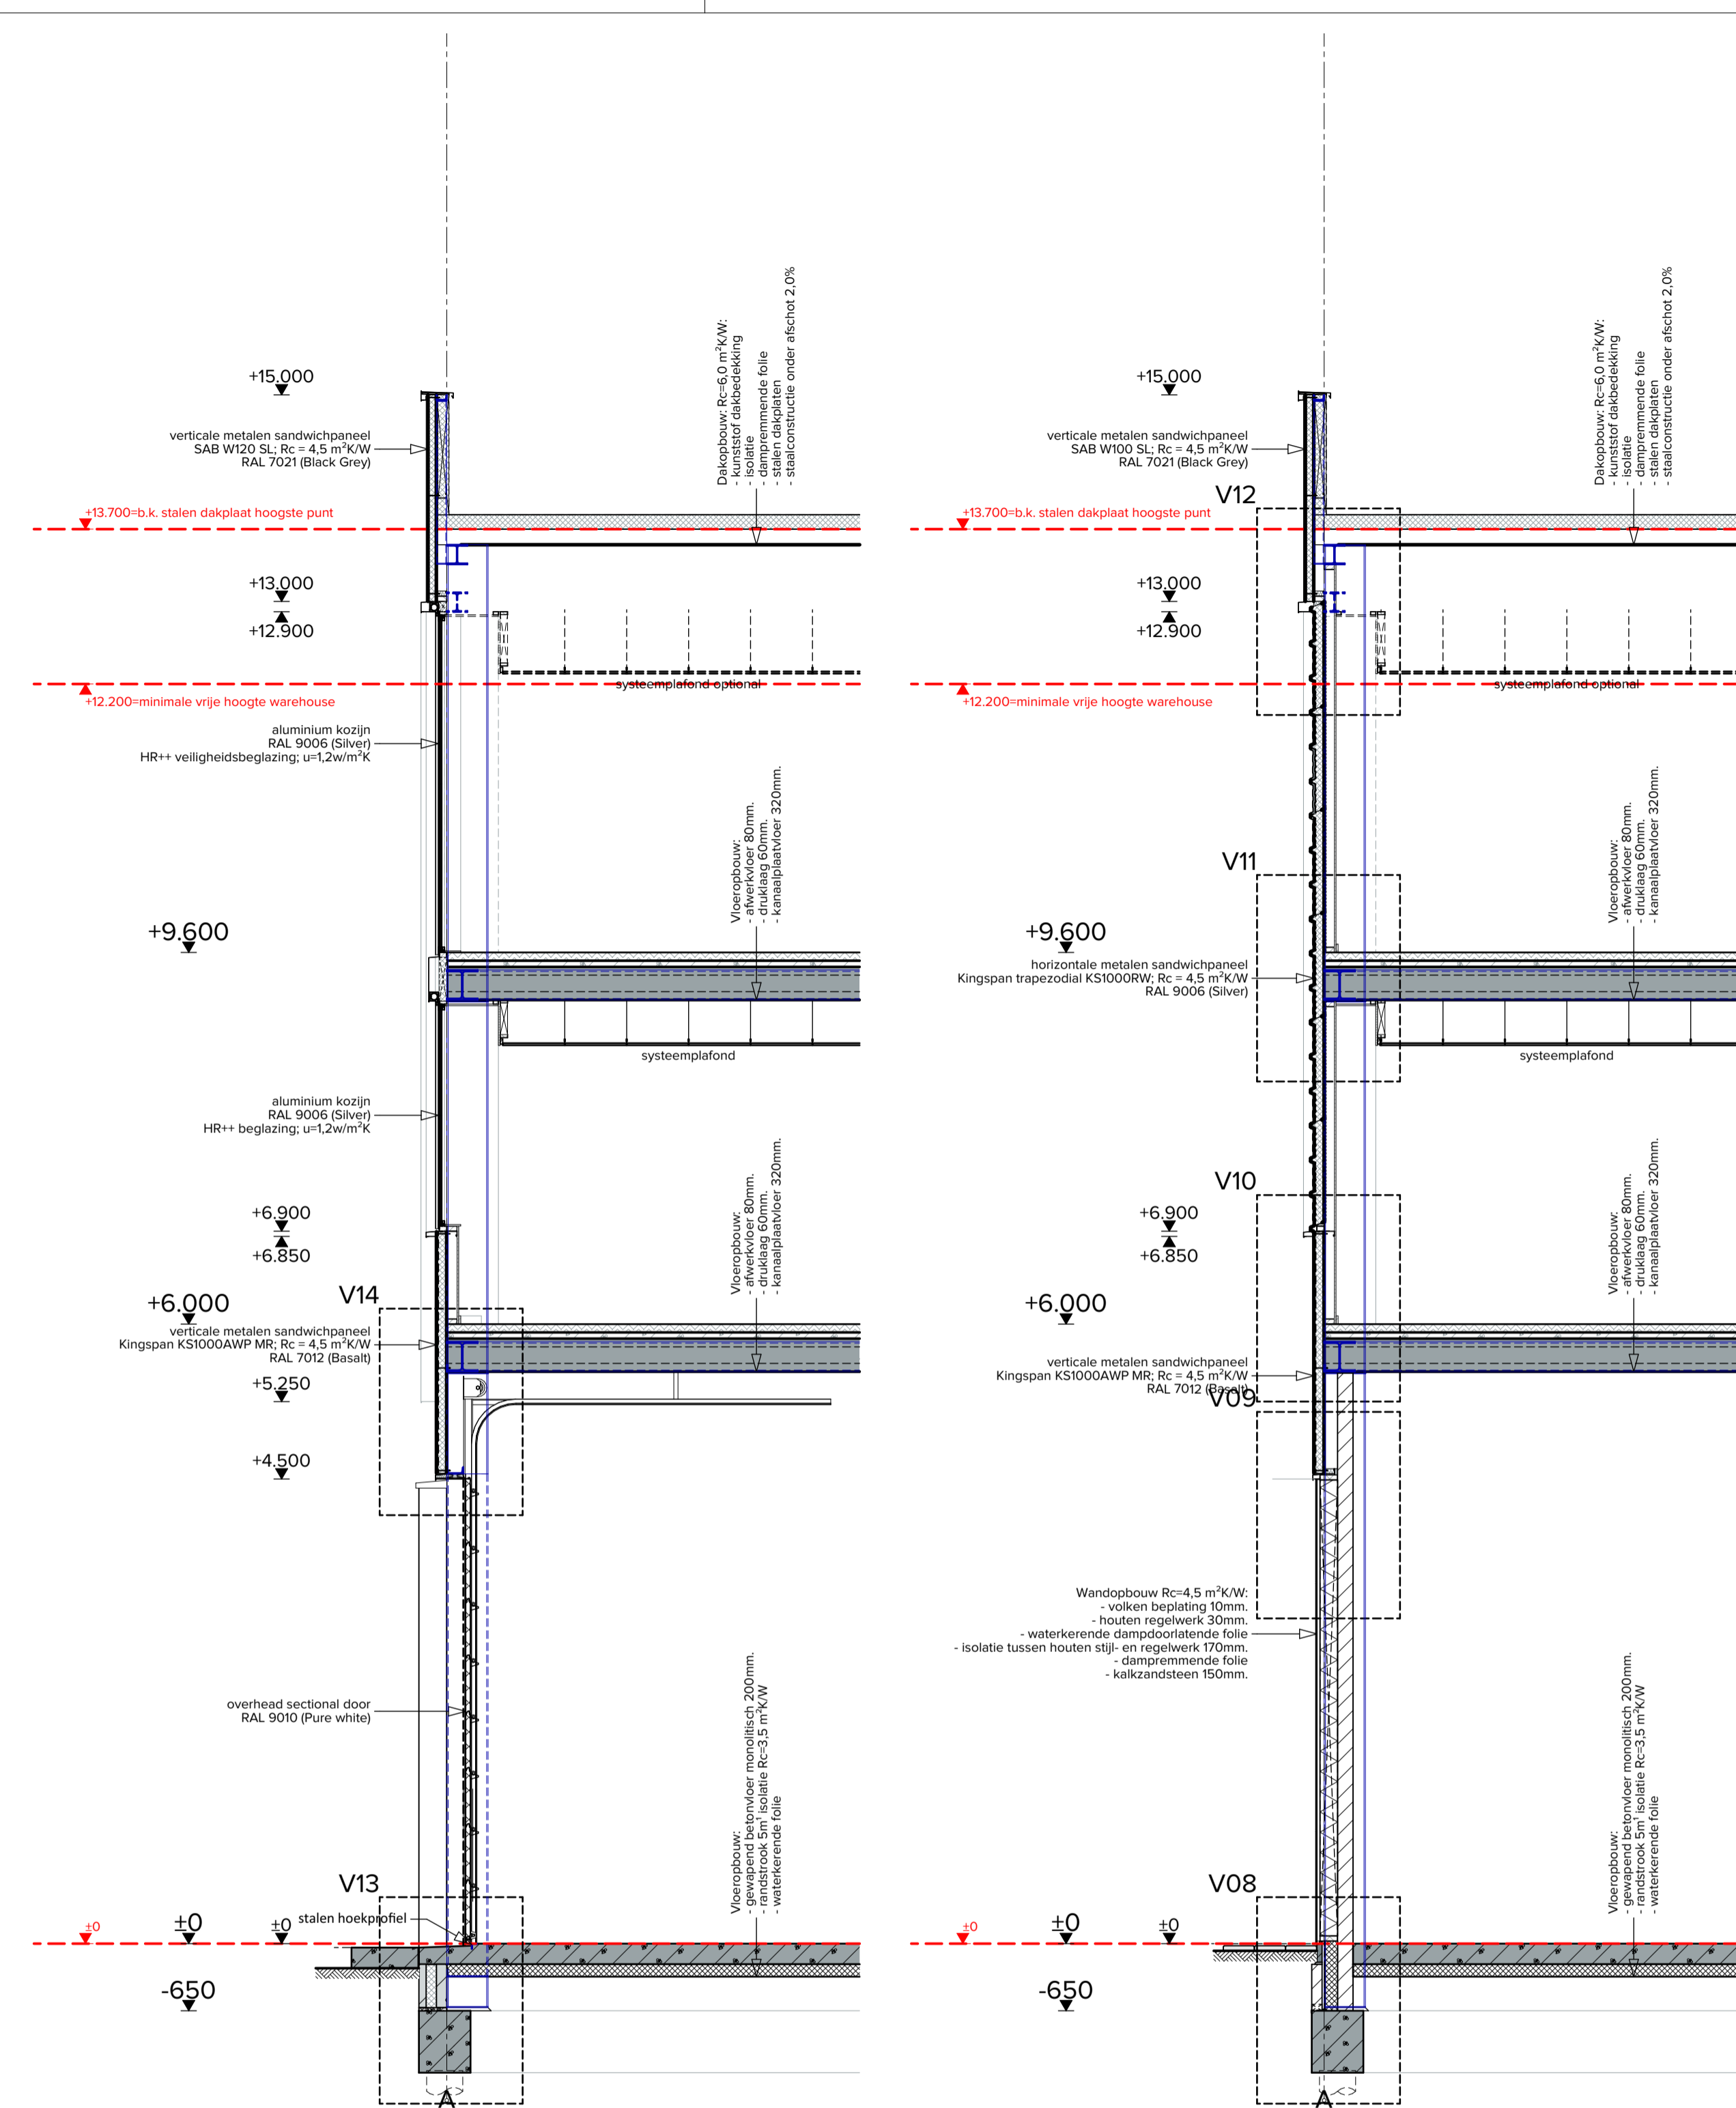 +15.000
verticale metalen sandwichpaneel
SAB W120 SL; Rc = 4,5 m²K/W
RAL 7021 (Black Grey)
Dakopbouw: Rc=6,0 m²K/W:
- kunststof dakbedekking
- isolatie
- dampremmende folie
- stalen dakplaten
- staalconstructie onder afschot 2,0%
+13.700=b.k. stalen dakplaat hoogste punt
+13.000
+12.900
systeemplafond optional
+12.200=minimale vrije hoogte warehouse
aluminium kozijn
RAL 9006 (Silver)
HR++ veiligheidsbeglazing; u=1,2w/m²K
Vloeropbouw:
- afwerkvloer 80mm.
- druklaag 60mm.
- kanaalplaatvloer 320mm.
+9.600
systeemplafond
aluminium kozijn
RAL 9006 (Silver)
HR++ beglazing; u=1,2w/m²K
+6.900
+6.850
Vloeropbouw:
- afwerkvloer 80mm.
- druklaag 60mm.
- kanaalplaatvloer 320mm.
V14
+6.000
verticale metalen sandwichpaneel
Kingspan KS1000AWP MR; Rc = 4,5 m²K/W
RAL 7012 (Basalt)
+5.250
+4.500
overhead sectional door
RAL 9010 (Pure white)
Vloeropbouw:
- gewapend betonvloer monolitisch 200mm.
- randstrook 5m¹ isolatie Rc=3,5 m²K/W
- waterkerende folie
V13
stalen hoekprofiel
±0
±0
±0
-650
A
+15.000
verticale metalen sandwichpaneel
SAB W100 SL; Rc = 4,5 m²K/W
RAL 7021 (Black Grey)
Dakopbouw: Rc=6,0 m²K/W:
- kunststof dakbedekking
- isolatie
- dampremmende folie
- stalen dakplaten
- staalconstructie onder afschot 2,0%
V12
+13.700=b.k. stalen dakplaat hoogste punt
+13.000
+12.900
systeemplafond optional
+12.200=minimale vrije hoogte warehouse
Vloeropbouw:
- afwerkvloer 80mm.
- druklaag 60mm.
- kanaalplaatvloer 320mm.
V11
+9.600
horizontale metalen sandwichpaneel
Kingspan trapezodial KS1000RW; Rc = 4,5 m²K/W
RAL 9006 (Silver)
systeemplafond
V10
+6.900
+6.850
Vloeropbouw:
- afwerkvloer 80mm.
- druklaag 60mm.
- kanaalplaatvloer 320mm.
+6.000
verticale metalen sandwichpaneel
Kingspan KS1000AWP MR; Rc = 4,5 m²K/W
RAL 7012 (Basalt)
V09
Wandopbouw Rc=4,5 m²K/W:
- volken beplating 10mm.
- houten regelwerk 30mm.
- waterkerende dampdoorlatende folie
- isolatie tussen houten stijl- en regelwerk 170mm.
- dampremmende folie
- kalkzandsteen 150mm.
Vloeropbouw:
- gewapend betonvloer monolitisch 200mm.
- randstrook 5m¹ isolatie Rc=3,5 m²K/W
- waterkerende folie
V08
±0
±0
±0
-650
A